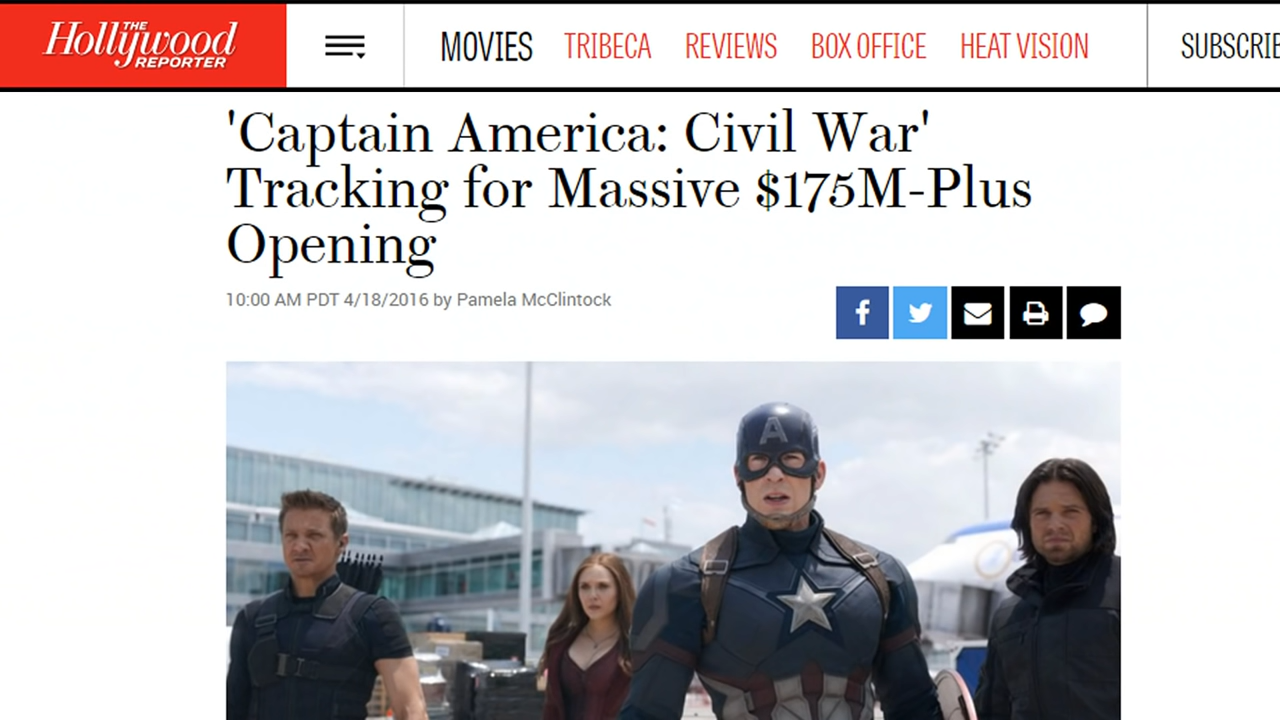 THE
Hollywood
REPORTER
MOVIES TRIBECA REVIEWS BOX OFFICE HEAT VISION
'Captain America: Civil War'
Tracking for Massive $175M-Plus
Opening
10:00 AM PDT 4/18/2016 by Pamela McClintock
A